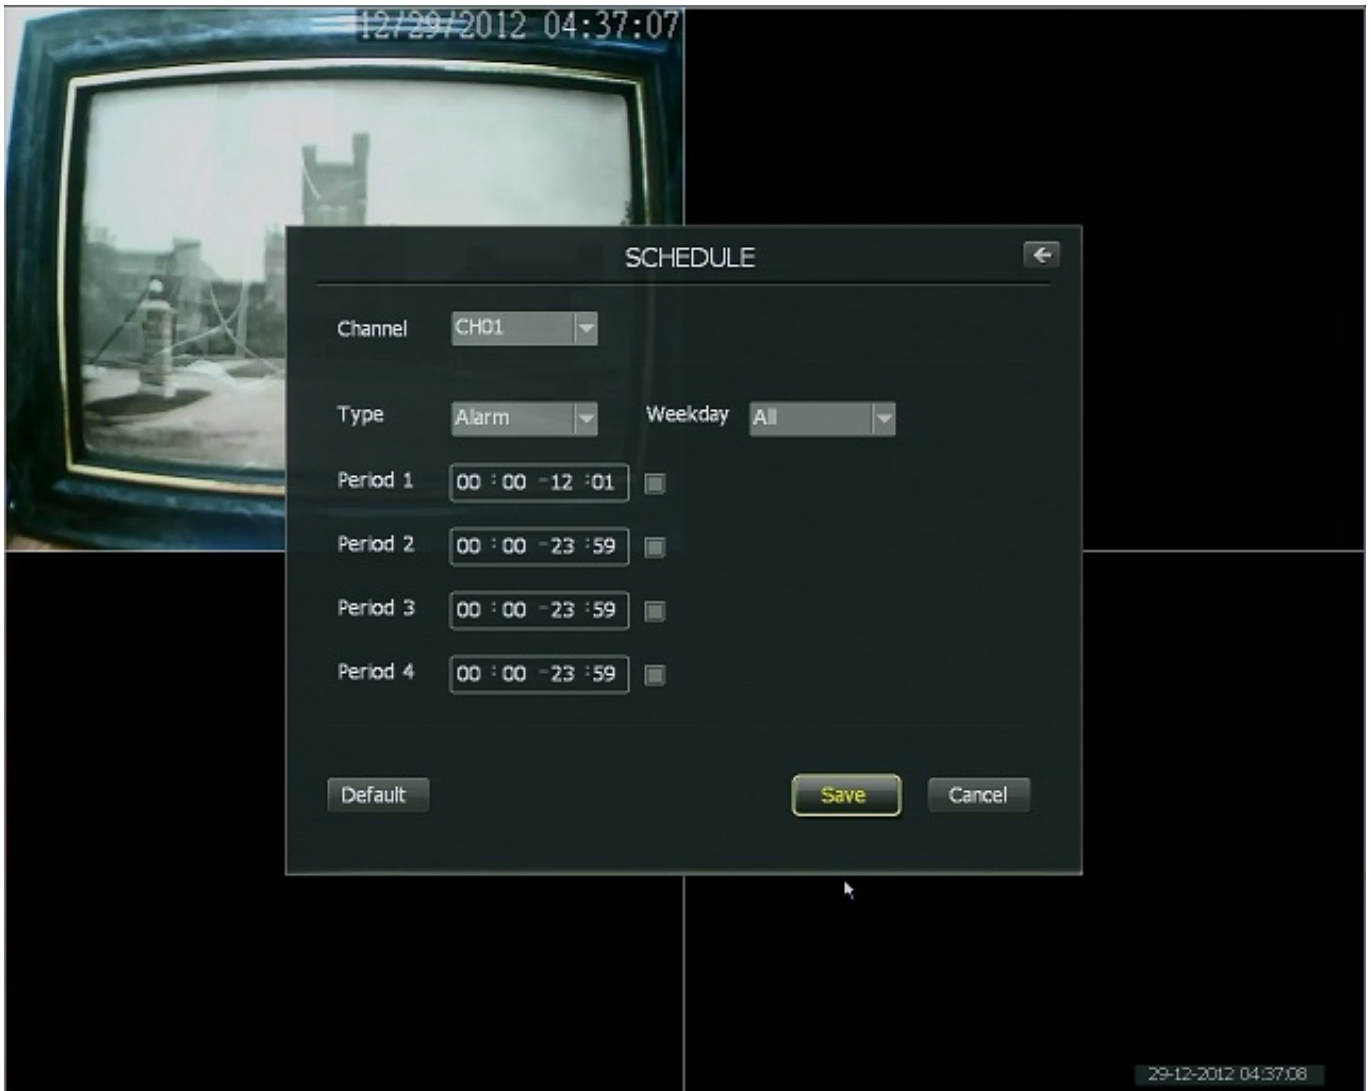 12/29/2012 04:37:07
SCHEDULE
Channel CH01
Type Alarm Weekday All
Period 1 00 : 00 -12 :01
Period 2 00 : 00 -23 :59
Period 3 00 : 00 -23 :59
Period 4 00 : 00 -23 :59
Default Save Cancel
29-12-2012 04:37:08